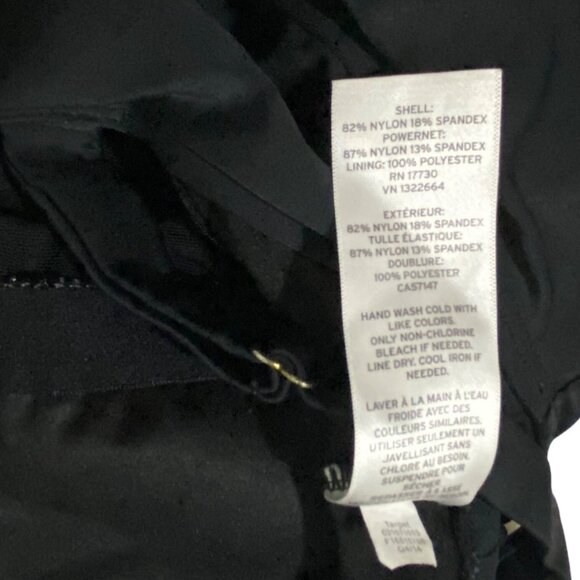 SHELL:
82% NYLON 18% SPANDEX
POWERNET:
87% NYLON 13% SPANDEX
LINING: 100% POLYESTER
RN 17730
VN 1322664
EXTÉRIEUR:
82% NYLON 18% SPANDEX
TULLE ÉLASTIQUE:
87% NYLON 13% SPANDEX
DOUBLURE:
100% POLYESTER
CA57147
HAND WASH COLD WITH
LIKE COLORS.
ONLY NON-CHLORINE
BLEACH IF NEEDED.
LINE DRY. COOL IRON IF
NEEDED.
LAVER À LA MAIN À L'EAU
FROIDE AVEC DES
COULEURS SIMILAIRES.
UTILISER SEULEMENT UN
JAVELLISANT SANS
CHLORE AU BESOIN.
SUSPENDRE POUR
SÉCHER
Target